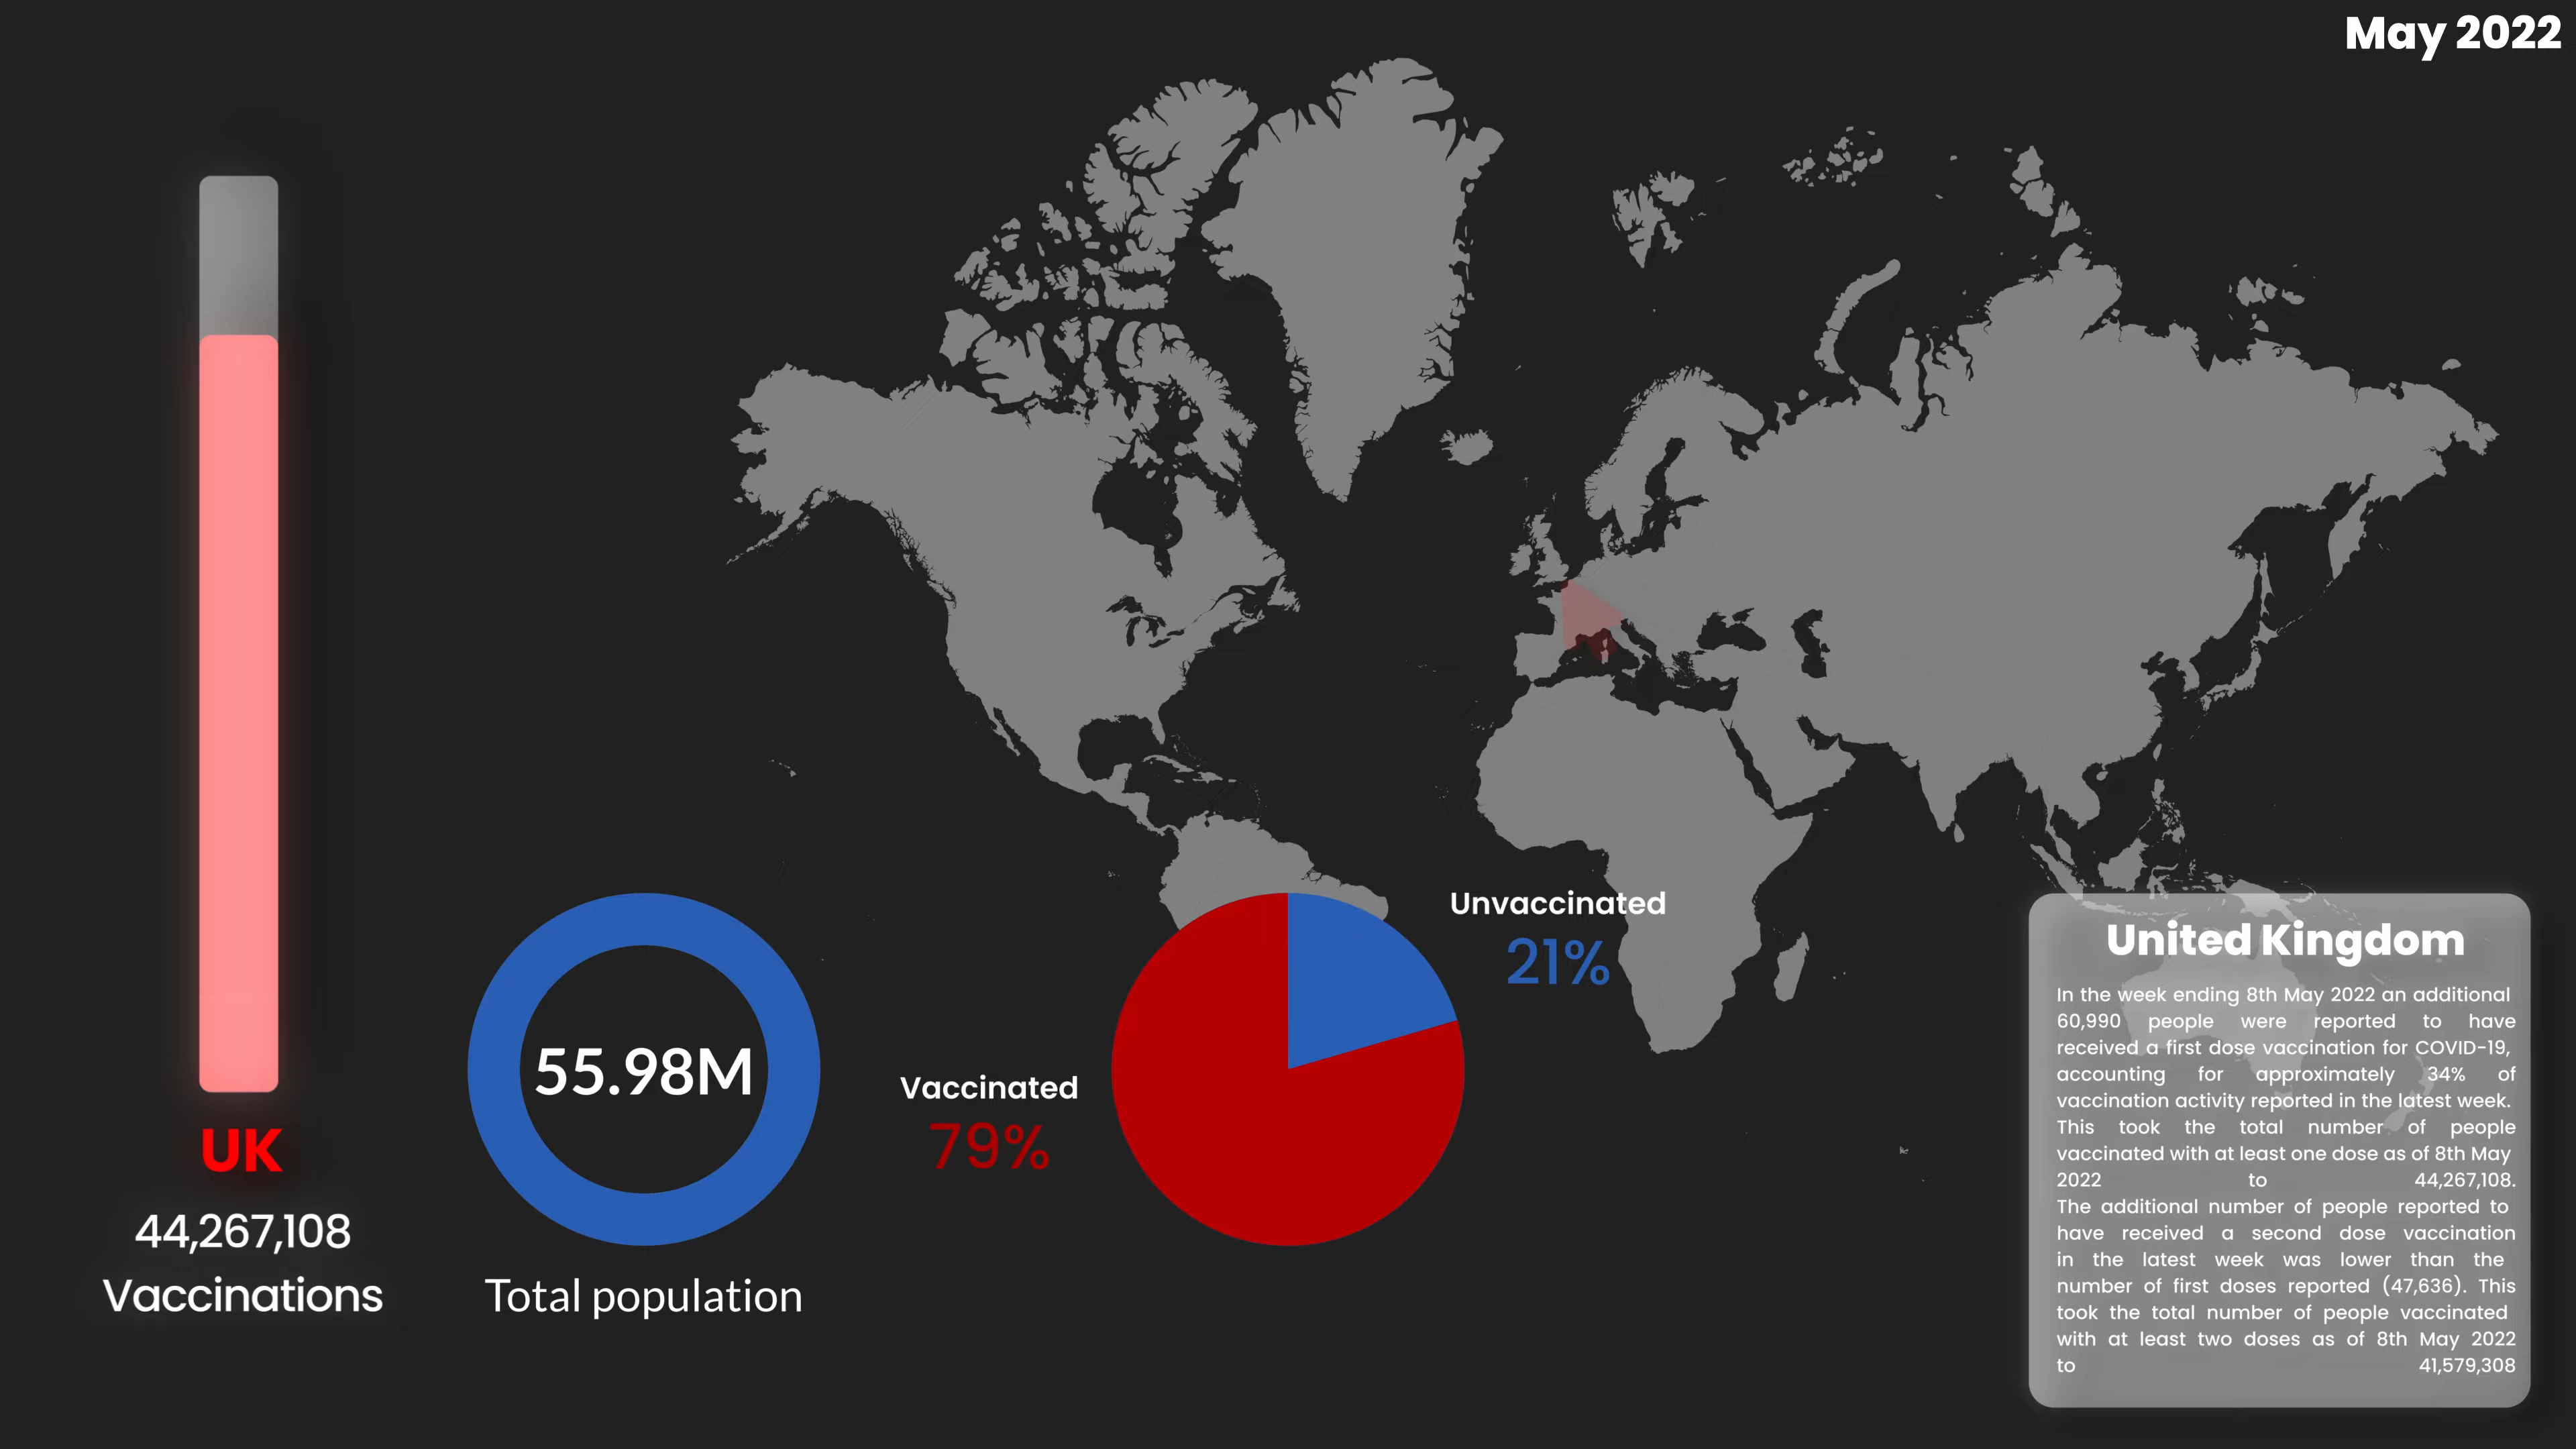 May 2022
UK
44,267,108
Vaccinations
55.98M
Total population
Vaccinated
79%
Unvaccinated
21%
United Kingdom
In the week ending 8th May 2022 an additional
60,990 people were reported to have
received a first dose vaccination for COVID-19,
accounting for approximately 34% of
vaccination activity reported in the latest week.
This took the total number of people
vaccinated with at least one dose as of 8th May
2022 to 44,267,108.
The additional number of people reported to
have received a second dose vaccination
in the latest week was lower than the
number of first doses reported (47,636). This
took the total number of people vaccinated
with at least two doses as of 8th May 2022
to 41,579,308